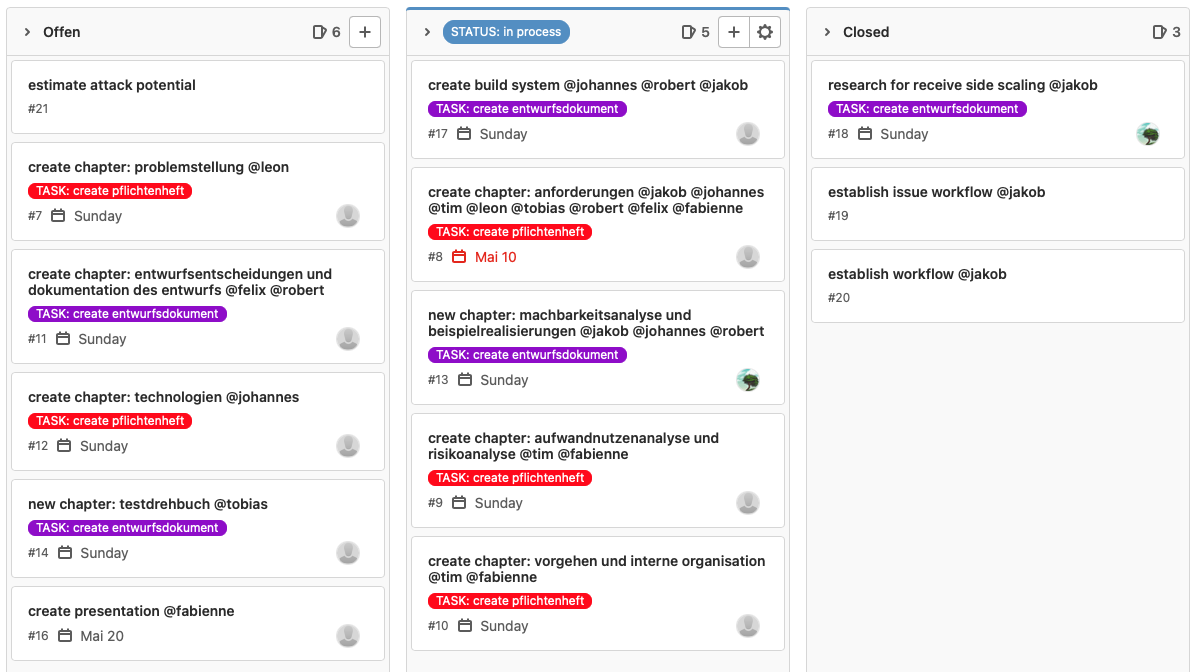 Offen 6
estimate attack potential
#21
create chapter: problemstellung @leon
TASK: create pflichtenheft
#7 Sunday
create chapter: entwurfsentscheidungen und
dokumentation des entwurfs @felix @robert
TASK: create entwurfsdokument
#11 Sunday
create chapter: technologien @johannes
TASK: create pflichtenheft
#12 Sunday
new chapter: testdrehbuch @tobias
TASK: create entwurfsdokument
#14 Sunday
create presentation @fabienne
#16 Mai 20
STATUS: in process 5
create build system @johannes @robert @jakob
TASK: create entwurfsdokument
#17 Sunday
create chapter: anforderungen @jakob @johannes
@tim @leon @tobias @robert @felix @fabienne
TASK: create pflichtenheft
#8 Mai 10
new chapter: machbarkeitsanalyse und
beispielrealisierungen @jakob @johannes @robert
TASK: create entwurfsdokument
#13 Sunday
create chapter: aufwandnutzenanalyse und
risikoanalyse @tim @fabienne
TASK: create pflichtenheft
#9 Sunday
create chapter: vorgehen und interne organisation
@tim @fabienne
TASK: create pflichtenheft
#10 Sunday
Closed 3
research for receive side scaling @jakob
TASK: create entwurfsdokument
#18 Sunday
establish issue workflow @jakob
#19
establish workflow @jakob
#20